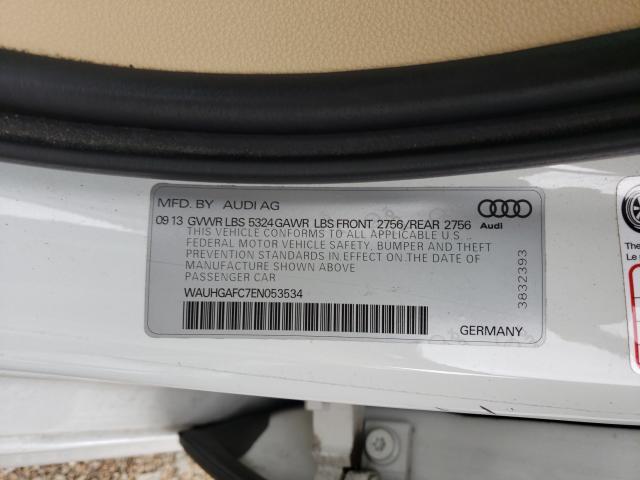 MFD. BY AUDI AG
09 13 GVWR LBS 5324 GAWR LBS FRONT 2756/REAR 2756
THIS VEHICLE CONFORMS TO ALL APPLICABLE U.S.
FEDERAL MOTOR VEHICLE SAFETY, BUMPER AND THEFT
PREVENTION STANDARDS IN EFFECT ON THE DATE OF
MANUFACTURE SHOWN ABOVE
PASSENGER CAR
WAUHGAFC7EN053534
Audi
3832393
GERMANY
The
Le